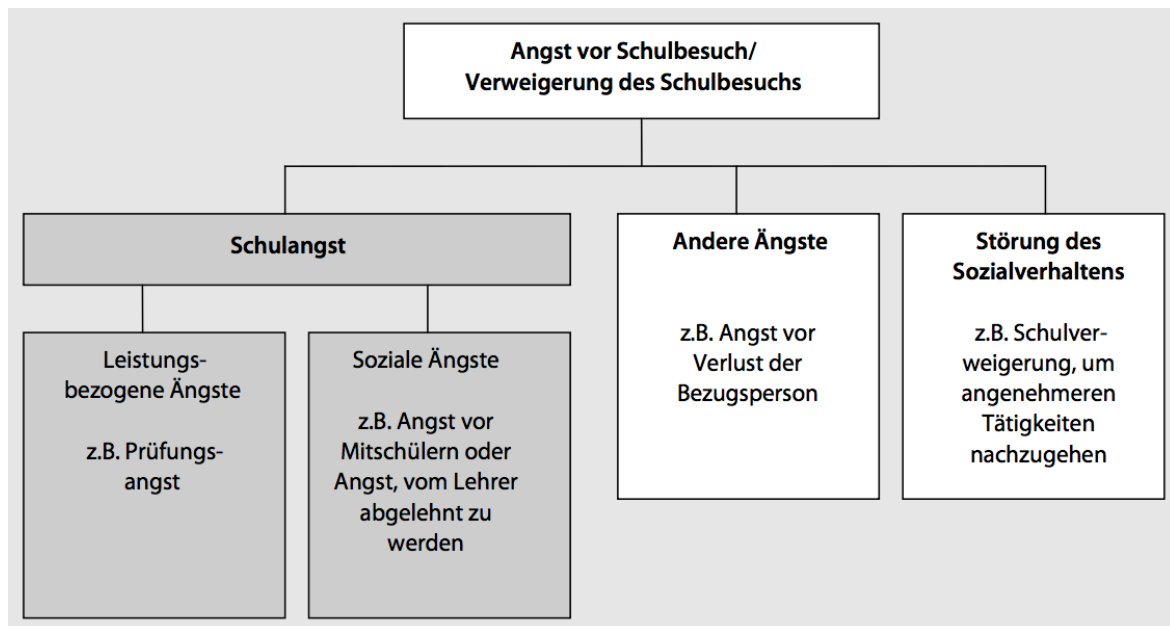 Angst vor Schulbesuch/
Verweigerung des Schulbesuchs
Schulangst
Leistungs-
bezogene Ängste
z.B. Prüfungs-
angst
Soziale Ängste
z.B. Angst vor
Mitschülern oder
Angst, vom Lehrer
abgelehnt zu
werden
Andere Ängste
z.B. Angst vor
Verlust der
Bezugsperson
Störung des
Sozialverhaltens
z.B. Schulver-
weigerung, um
angenehmeren
Tätigkeiten
nachzugehen